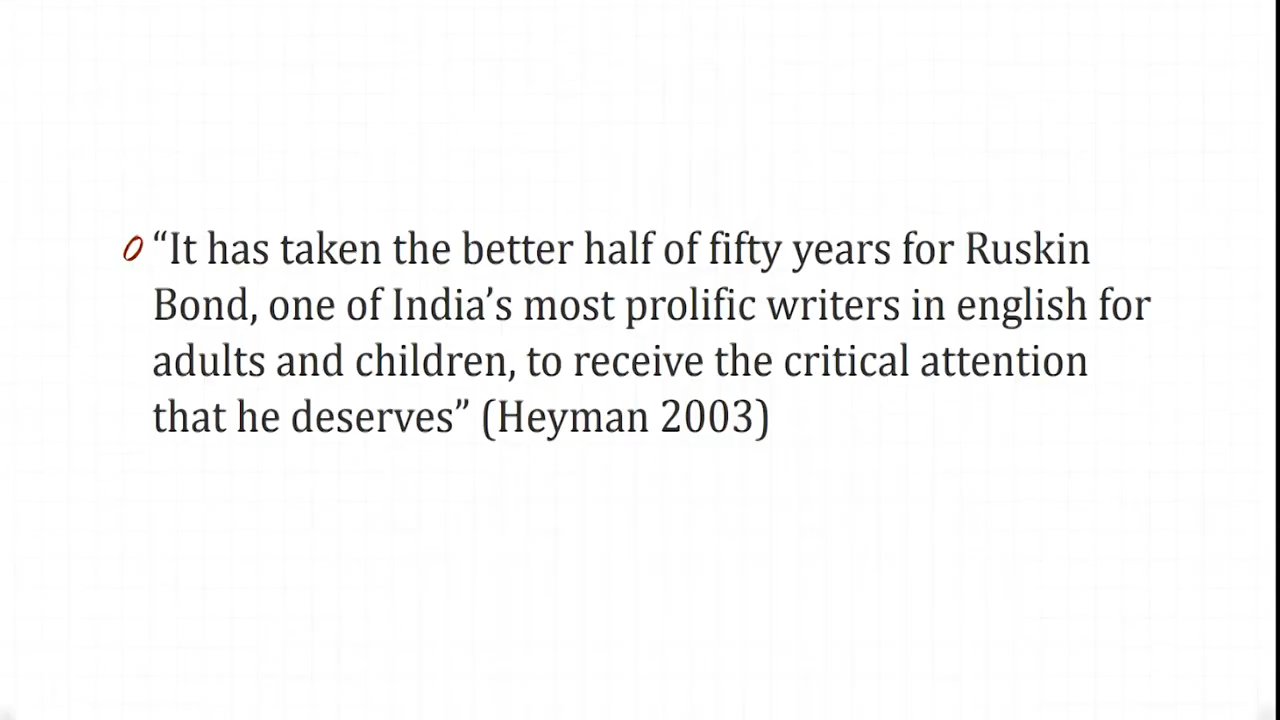 “It has taken the better half of fifty years for Ruskin
Bond, one of India’s most prolific writers in english for
adults and children, to receive the critical attention
that he deserves” (Heyman 2003)